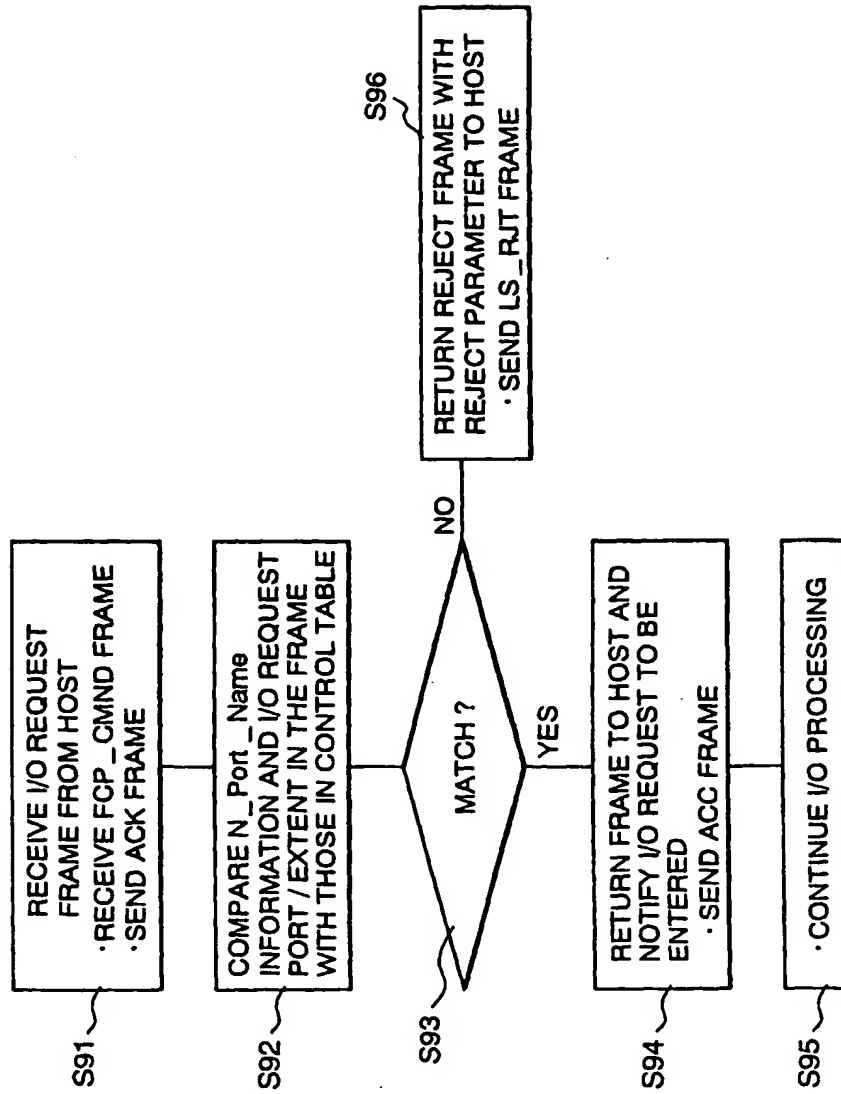 S91
RECEIVE I/O REQUEST
FRAME FROM HOST
·RECEIVE FCP_CMND FRAME
·SEND ACK FRAME
S92
COMPARE N_Port_Name
INFORMATION AND I/O REQUEST
PORT / EXTENT IN THE FRAME
WITH THOSE IN CONTROL TABLE
S93
MATCH ?
NO
YES
S96
RETURN REJECT FRAME WITH
REJECT PARAMETER TO HOST
· SEND LS_RJT FRAME
S94
RETURN FRAME TO HOST AND
NOTIFY I/O REQUEST TO BE
ENTERED
· SEND ACC FRAME
S95
· CONTINUE I/O PROCESSING